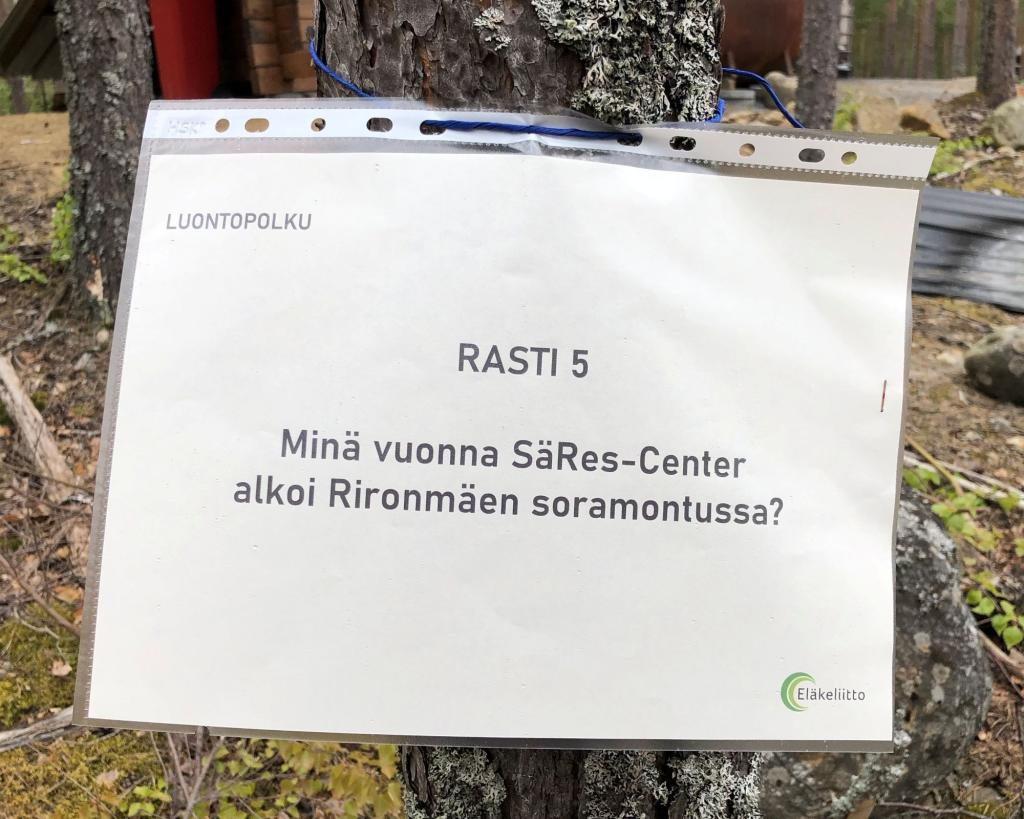 LUONTOPOLKU
RASTI 5
Minä vuonna SäRes-Center
alkoi Rironmäen soramontussa?
Eläkeliitto